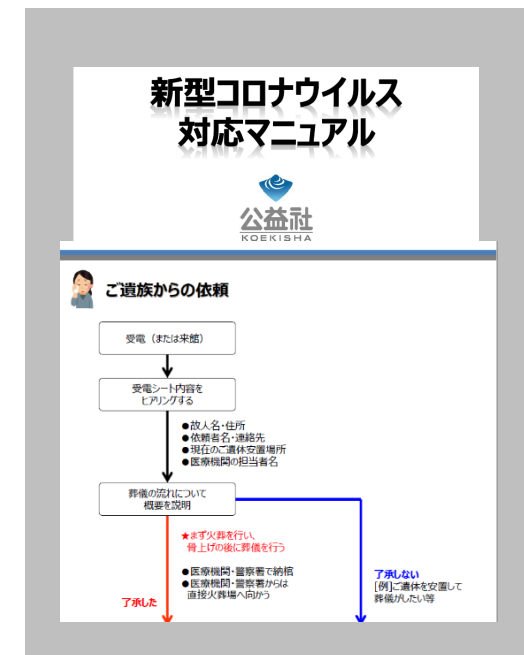 新型コロナウイルス
対応マニュアル
公益社
KOEKISHA
ご遺族からの依頼
受電（または来館）
受電シート内容を
ヒアリングする
●故人名・住所
●依頼者名・連絡先
●現在のご遺体安置場所
●医療機関の担当者名
葬儀の流れについて
概要を説明
★まず火葬を行い、
骨上げの後に葬儀を行う
●医療機関・警察署で納棺
●医療機関・警察署からは
直接火葬場へ向かう
了承した
了承しない
[例]ご遺体を安置して
葬儀がしたい等